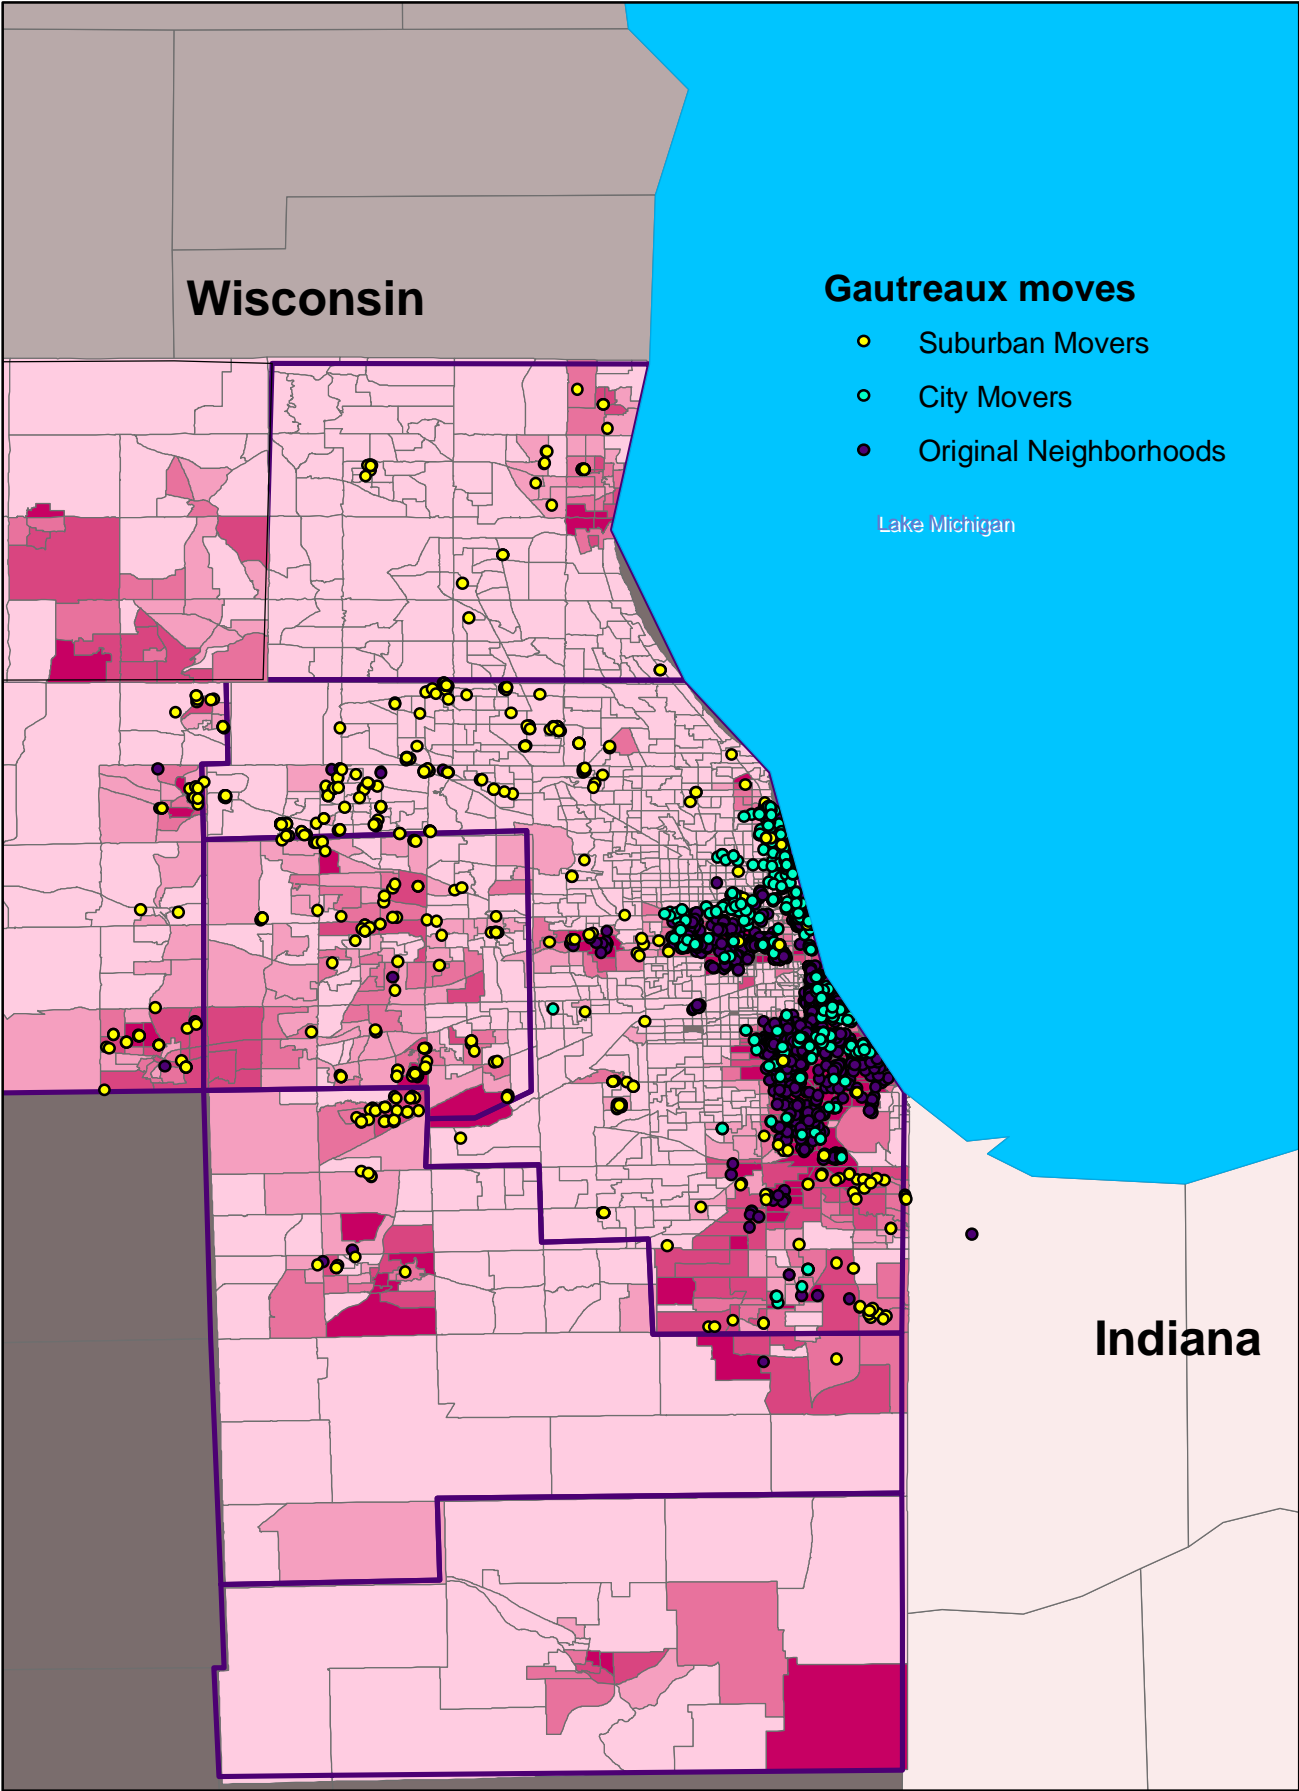 Wisconsin
Gautreaux moves
Suburban Movers
City Movers
Original Neighborhoods
Lake Michigan
Indiana